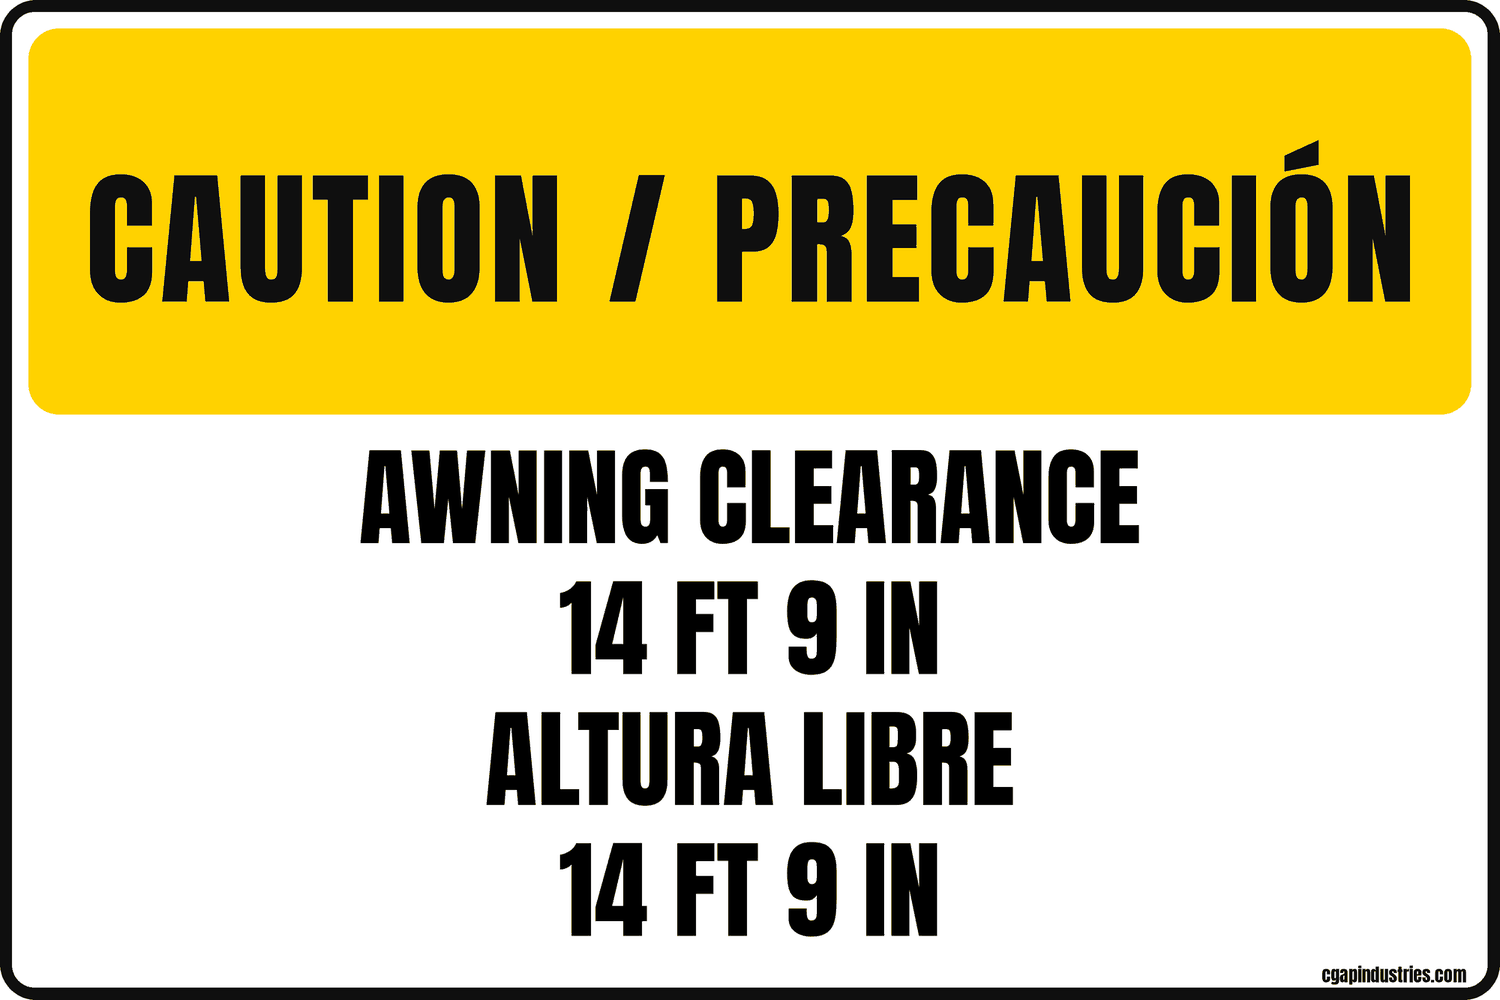 CAUTION / PRECAUCIÓN
AWNING CLEARANCE
14 FT 9 IN
ALTURA LIBRE
14 FT 9 IN
cgapindustries.com